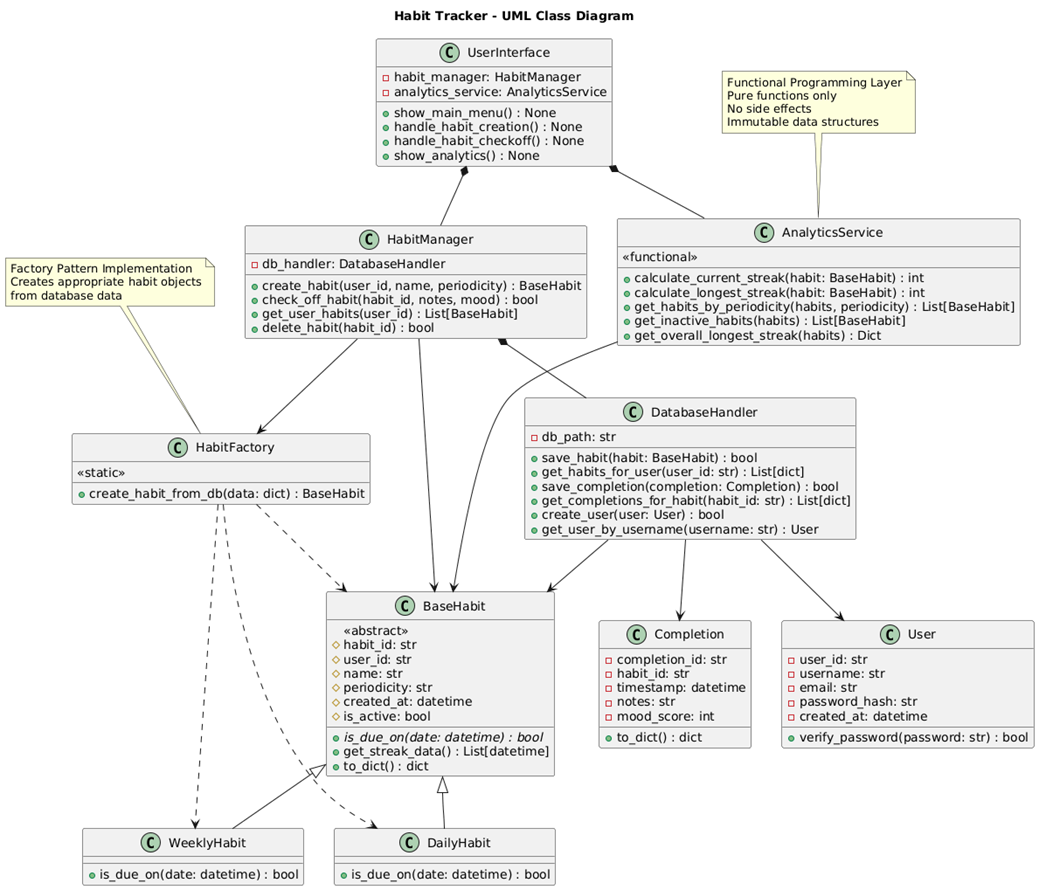 Habit Tracker - UML Class Diagram
C UserInterface
habit_manager: HabitManager
analytics_service: AnalyticsService
show_main_menu() : None
handle_habit_creation() : None
handle_habit_checkoff() : None
show_analytics() : None
Functional Programming Layer
Pure functions only
No side effects
Immutable data structures
C HabitManager
db_handler: DatabaseHandler
create_habit(user_id, name, periodicity) : BaseHabit
check_off_habit(habit_id, notes, mood) : bool
get_user_habits(user_id) : List[BaseHabit]
delete_habit(habit_id) : bool
C AnalyticsService
«functional»
calculate_current_streak(habit: BaseHabit) : int
calculate_longest_streak(habit: BaseHabit) : int
get_habits_by_periodicity(habits, periodicity) : List[BaseHabit]
get_inactive_habits(habits) : List[BaseHabit]
get_overall_longest_streak(habits) : Dict
Factory Pattern Implementation
Creates appropriate habit objects
from database data
C HabitFactory
«static»
create_habit_from_db(data: dict) : BaseHabit
C DatabaseHandler
db_path: str
save_habit(habit: BaseHabit) : bool
get_habits_for_user(user_id: str) : List[dict]
save_completion(completion: Completion) : bool
get_completions_for_habit(habit_id: str) : List[dict]
create_user(user: User) : bool
get_user_by_username(username: str) : User
C BaseHabit
«abstract»
habit_id: str
user_id: str
name: str
periodicity: str
created_at: datetime
is_active: bool
is_due_on(date: datetime) : bool
get_streak_data() : List[datetime]
to_dict() : dict
C Completion
completion_id: str
habit_id: str
timestamp: datetime
notes: str
mood_score: int
to_dict() : dict
C User
user_id: str
username: str
email: str
password_hash: str
created_at: datetime
verify_password(password: str) : bool
C WeeklyHabit
is_due_on(date: datetime) : bool
C DailyHabit
is_due_on(date: datetime) : bool